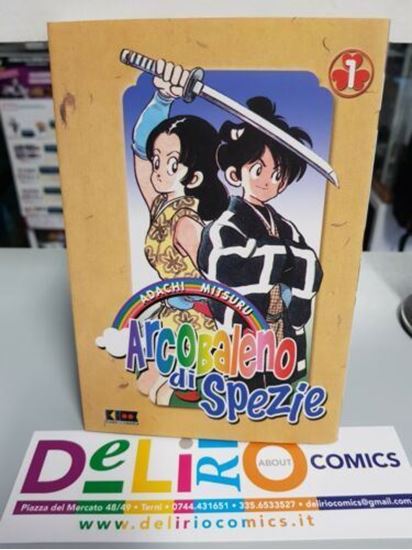 1
ADACHI MITSURU
Arcobaleno
di
Spezie
DeLiRiO
ABOUT
COMICS
Piazza del Mercato 48/49 • Terni • 0744.431651 • 335.6533527 • deliriocomics@gmail.com
www.deliriocomics.it